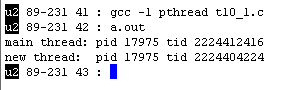 u2 89-231 41 : gcc -l pthread t10_1.c
u2 89-231 42 : a.out
main thread: pid 17975 tid 2224412416
new thread: pid 17975 tid 2224404224
u2 89-231 43 :